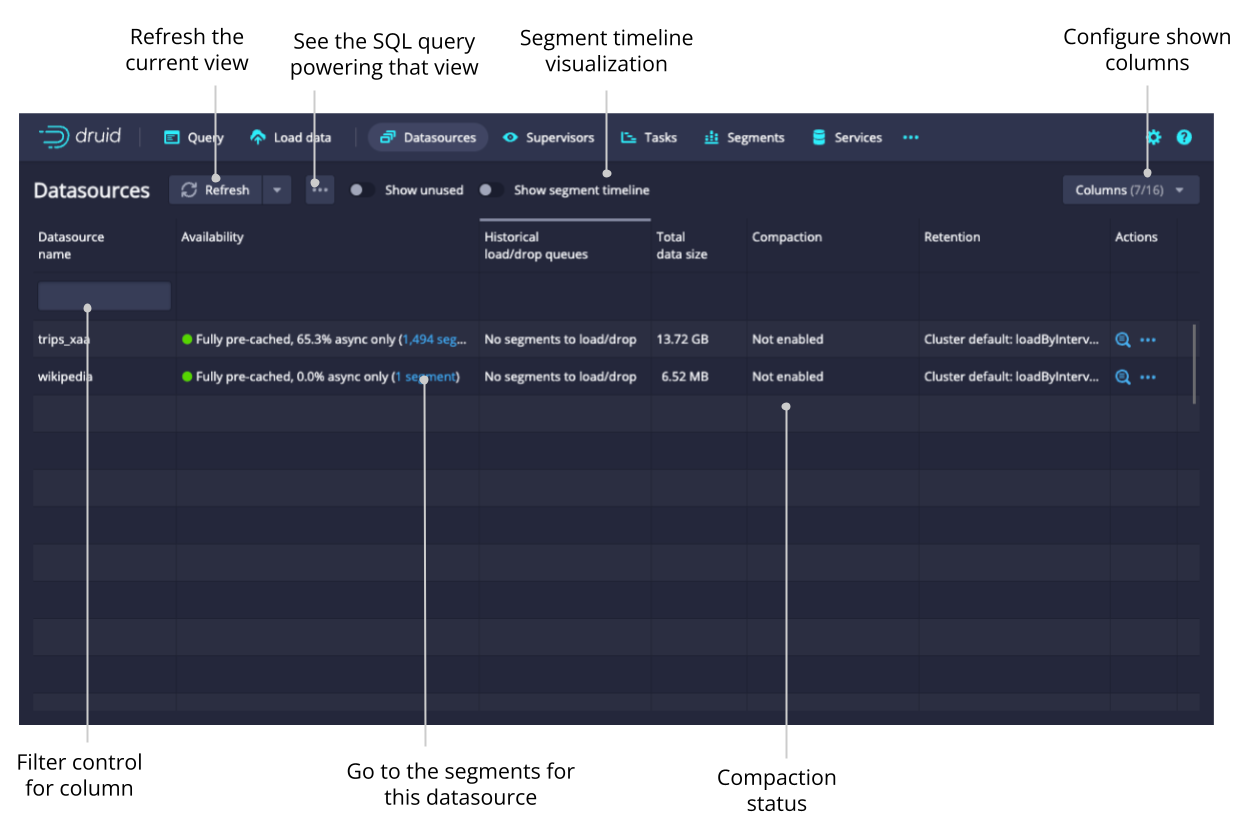 Refresh the
current view
See the SQL query
powering that view
Segment timeline
visualization
Configure shown
columns
druid
Query
Load data
Datasources
Supervisors
Tasks
Segments
Services
Datasources
Refresh
Show unused
Show segment timeline
Columns (7/16)
Datasource
name
Availability
Historical
load/drop queues
Total
data size
Compaction
Retention
Actions
trips_xaa
Fully pre-cached, 65.3% async only (1,494 seg...
No segments to load/drop
13.72 GB
Not enabled
Cluster default: loadByInterv...
wikipedia
Fully pre-cached, 0.0% async only (1 segment)
No segments to load/drop
6.52 MB
Not enabled
Cluster default: loadByInterv...
Filter control
for column
Go to the segments for
this datasource
Compaction
status